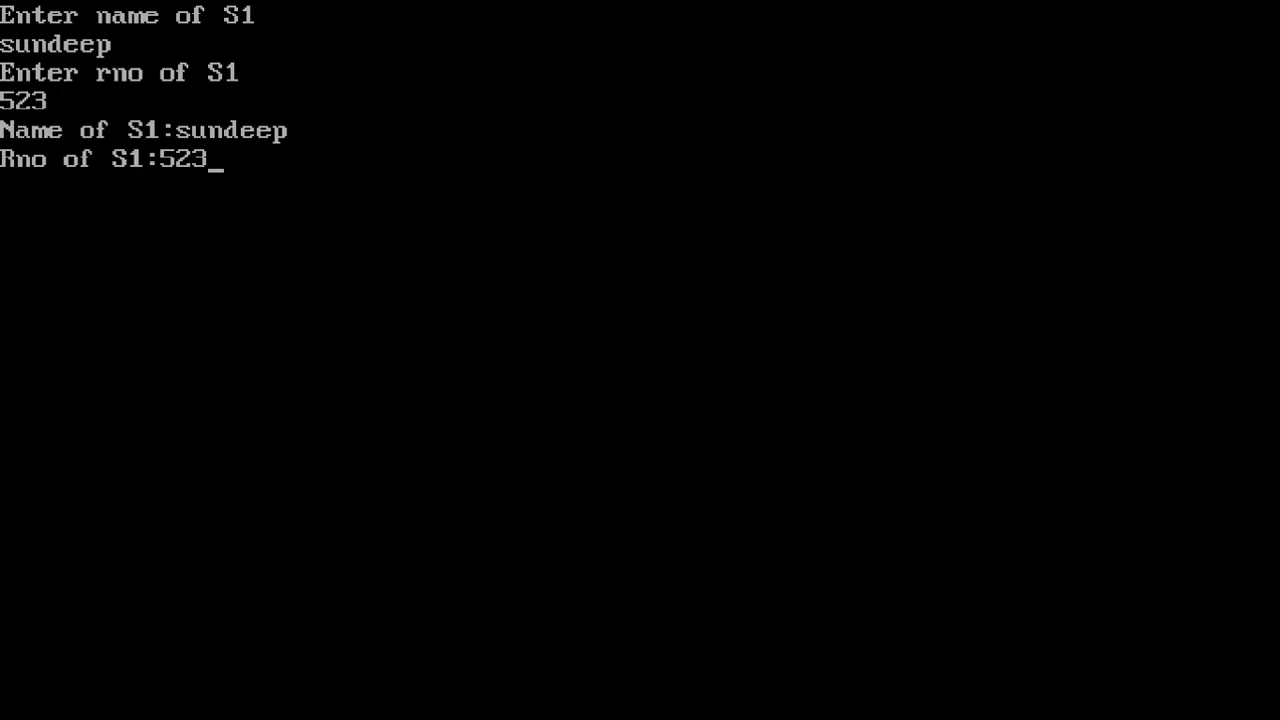 Enter name of S1
sundeep
Enter rno of S1
523
Name of S1:sundeep
Rno of S1:523_